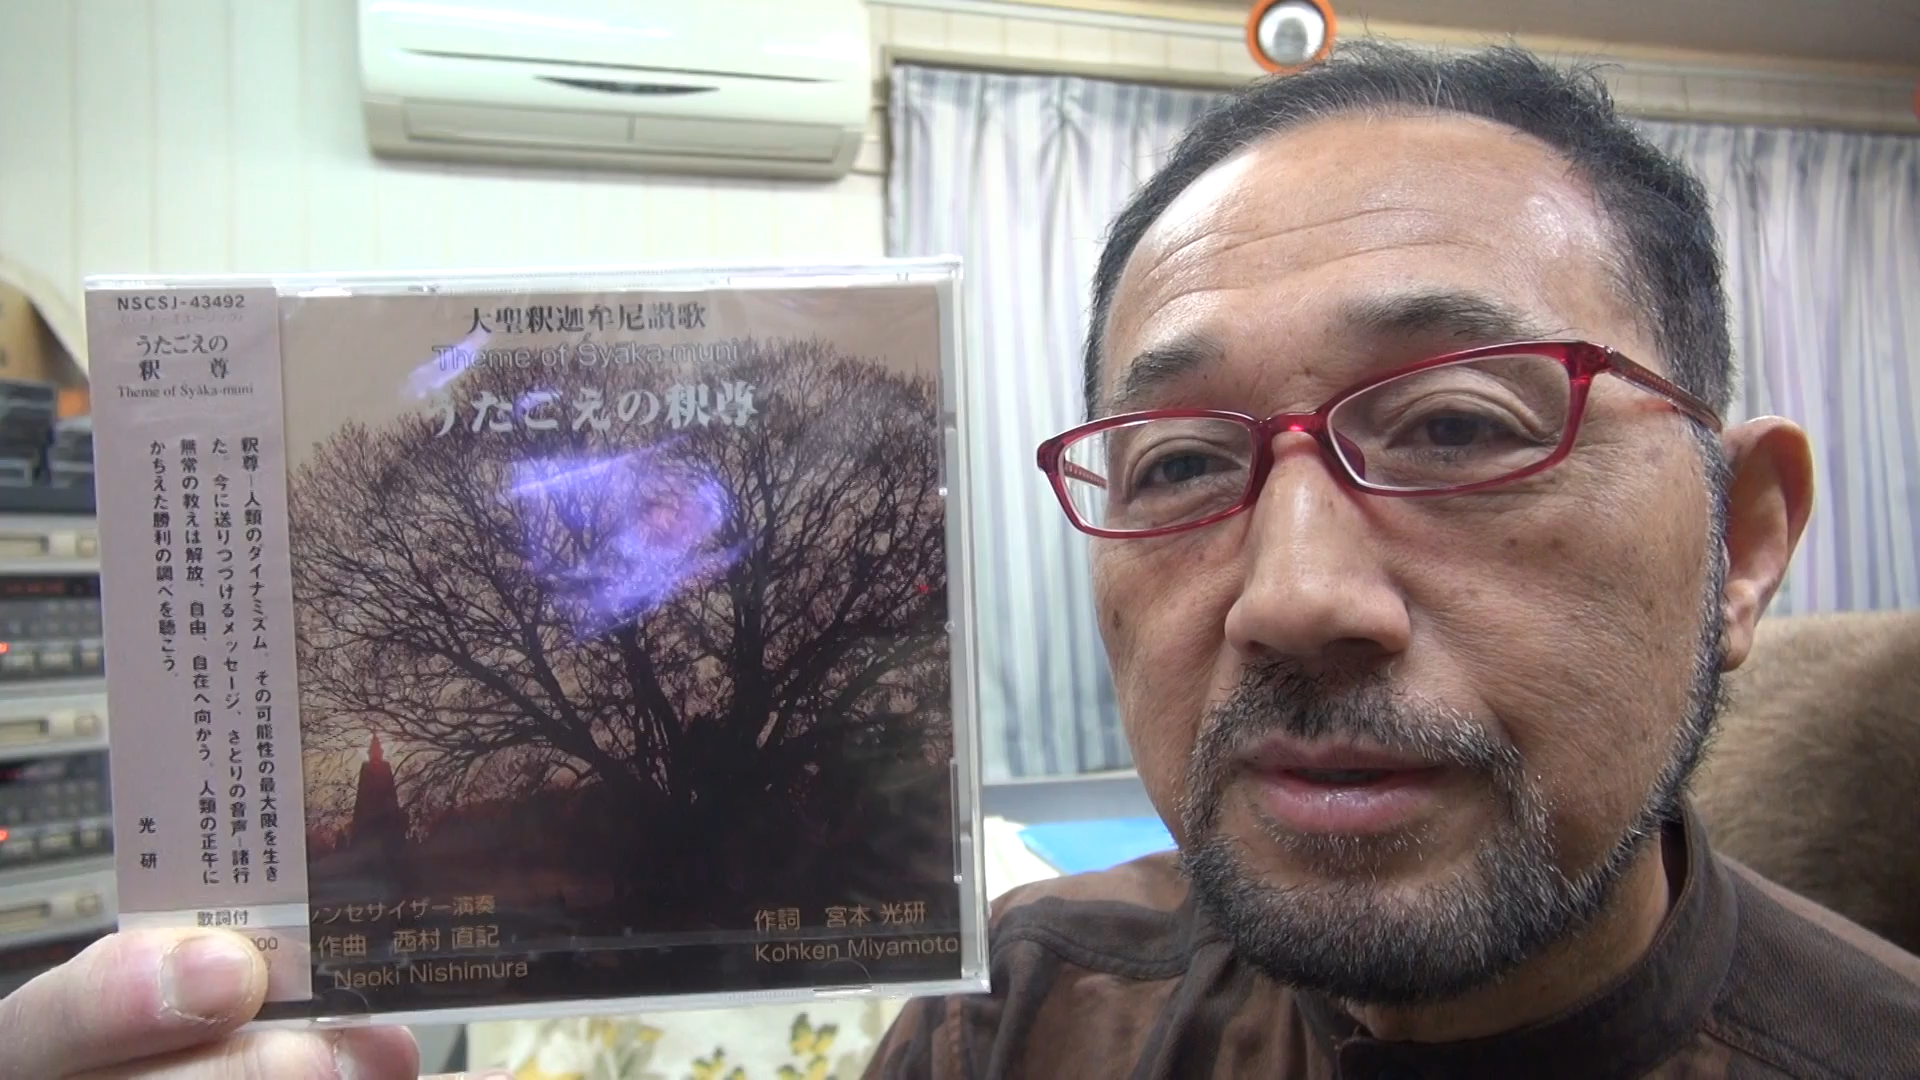 NSCSJ-43492
うたごえの
釈尊
Theme of Syāka-muni
釈尊―人類のダイナミズム、その可能性の最大限を生き
た。今に送りつづけるメッセージ、さとりの音声―諸行
無常の教えは解放、自由、自在へ向かう。人類の正午に
かちえた勝利の調べを聴こう。
光研
歌詞付
大聖釈迦牟尼讃歌
Theme of Syāka-muni
うたごえの釈尊
ンセサイザー演奏
作曲 西村 直記
Naoki Nishimura
作詞 宮本 光研
Kohken Miyamoto